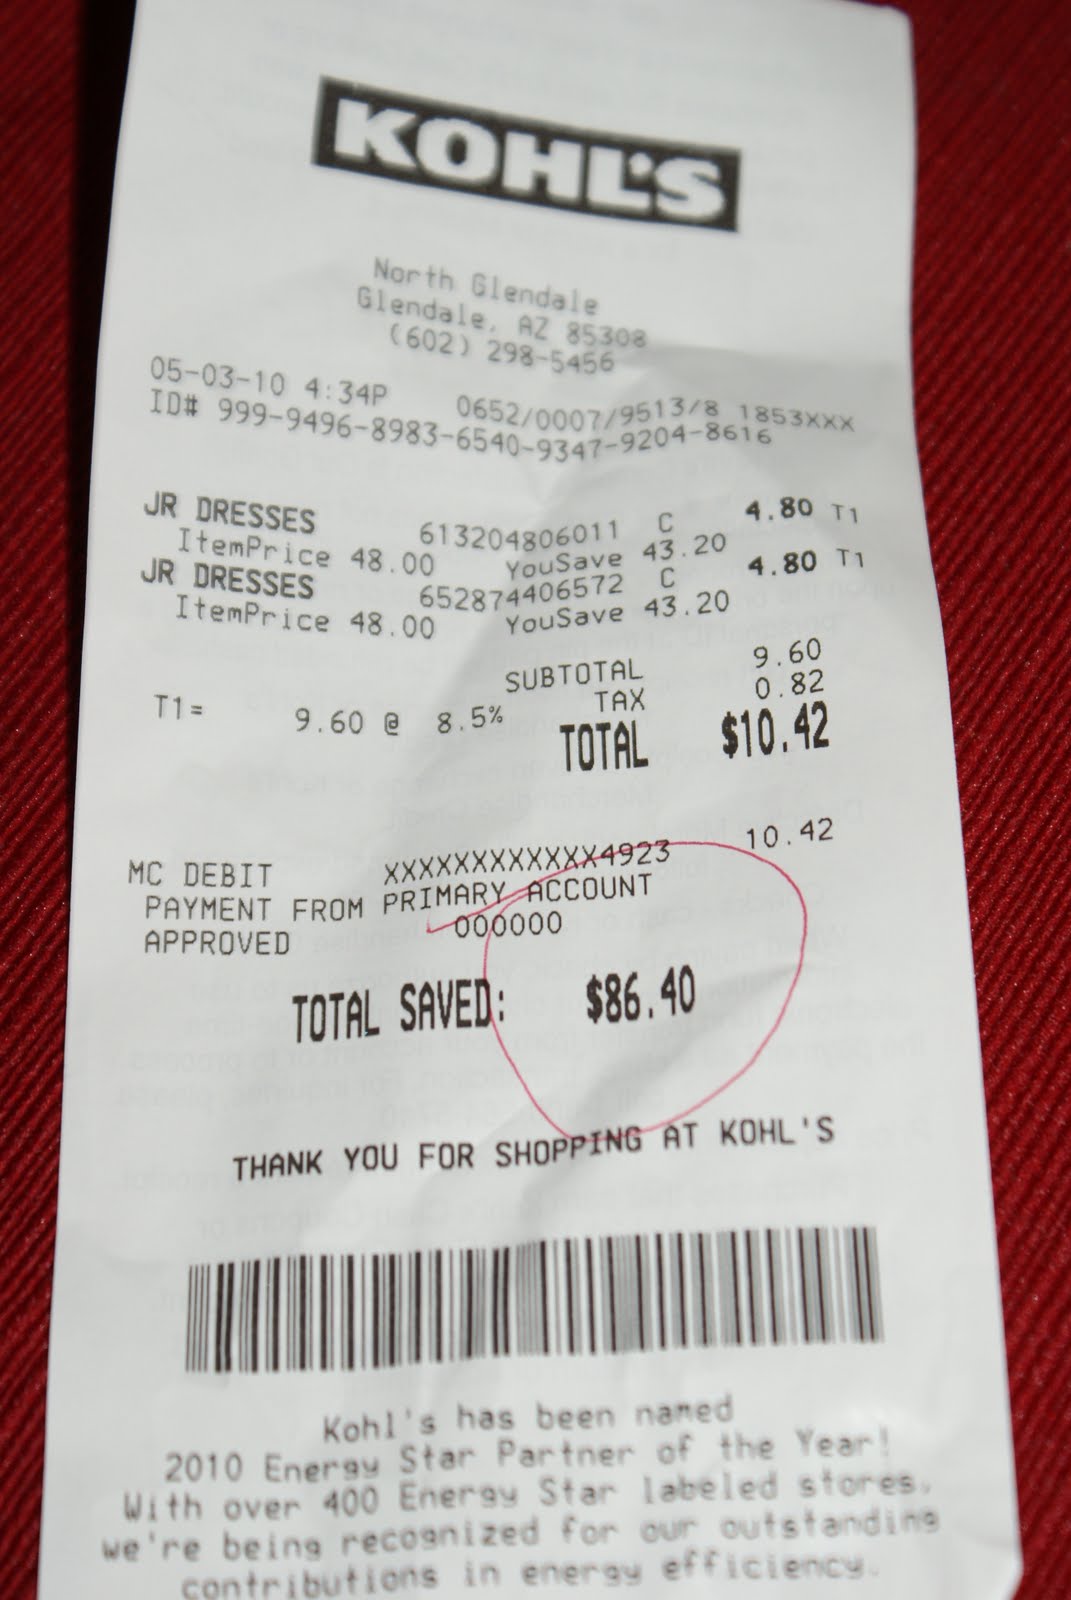 KOHL'S
North Glendale
Glendale, AZ 85308
(602) 298-5456
05-03-10 4:34P 0652/0007/9513/8 1853XXX
ID# 999-9496-8983-6540-9347-9204-8616
JR DRESSES 613204806011 C 4.80 T1
ItemPrice 48.00 YouSave 43.20
JR DRESSES 652874406572 C 4.80 T1
ItemPrice 48.00 YouSave 43.20
SUBTOTAL 9.60
T1= 9.60 @ 8.5% TAX 0.82
TOTAL $10.42
MC DEBIT XXXXXXXXXXXX4923 10.42
PAYMENT FROM PRIMARY ACCOUNT
APPROVED 000000
TOTAL SAVED: $86.40
THANK YOU FOR SHOPPING AT KOHL'S
Kohl's has been named
2010 Energy Star Partner of the Year!
With over 400 Energy Star labeled stores,
we're being recognized for our outstanding
contributions in energy efficiency.